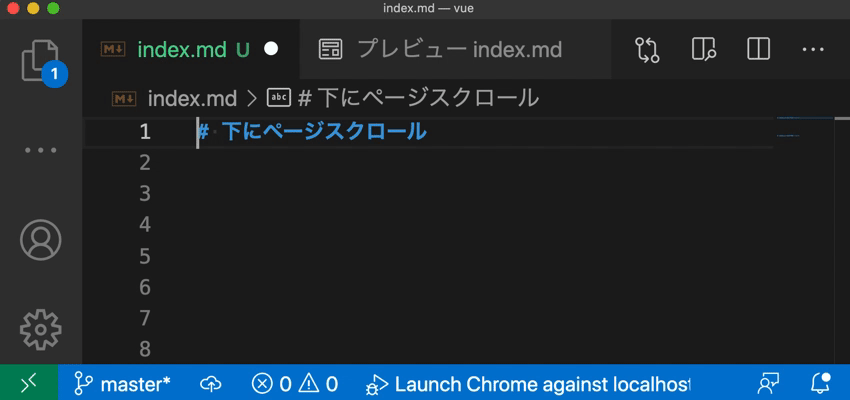 index.md — vue
index.md U プレビュー index.md
index.md > abc # 下にページスクロール
1 # 下にページスクロール
2
3
4
5
6
7
8
1
master* 0 0 Launch Chrome against localhost